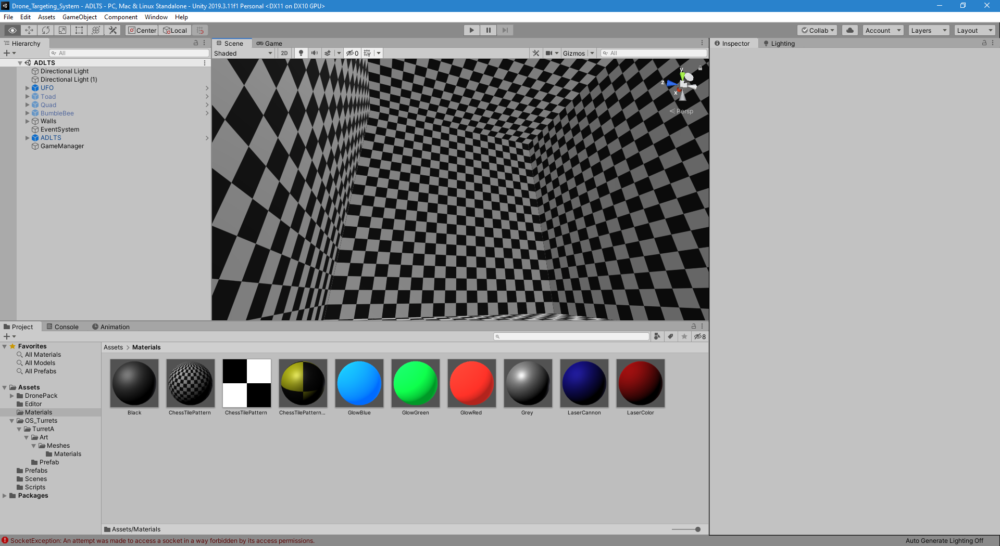 Drone_Targeting_System - ADLTS - PC, Mac & Linux Standalone - Unity 2019.3.11f1 Personal <DX11 on DX10 GPU>
File Edit Assets GameObject Component Window Help
Center Local Collab Account Layers Layout
Hierarchy
All
ADLTS
Directional Light
Directional Light (1)
UFO
Toad
Quad
BumbleBee
Walls
EventSystem
ADLTS
GameManager
Scene Game
Shaded 2D 0 Gizmos All
y
z
x
Persp
Inspector Lighting
Project Console Animation
8
Favorites
All Materials
All Models
All Prefabs
Assets
DronePack
Editor
Materials
OS_Turrets
TurretA
Art
Meshes
Materials
Prefab
Prefabs
Scenes
Scripts
Packages
Assets > Materials
Black ChessTilePattern ChessTilePattern ChessTilePattern... GlowBlue GlowGreen GlowRed Grey LaserCannon LaserColor
Assets/Materials
SocketException: An attempt was made to access a socket in a way forbidden by its access permissions.
Auto Generate Lighting Off